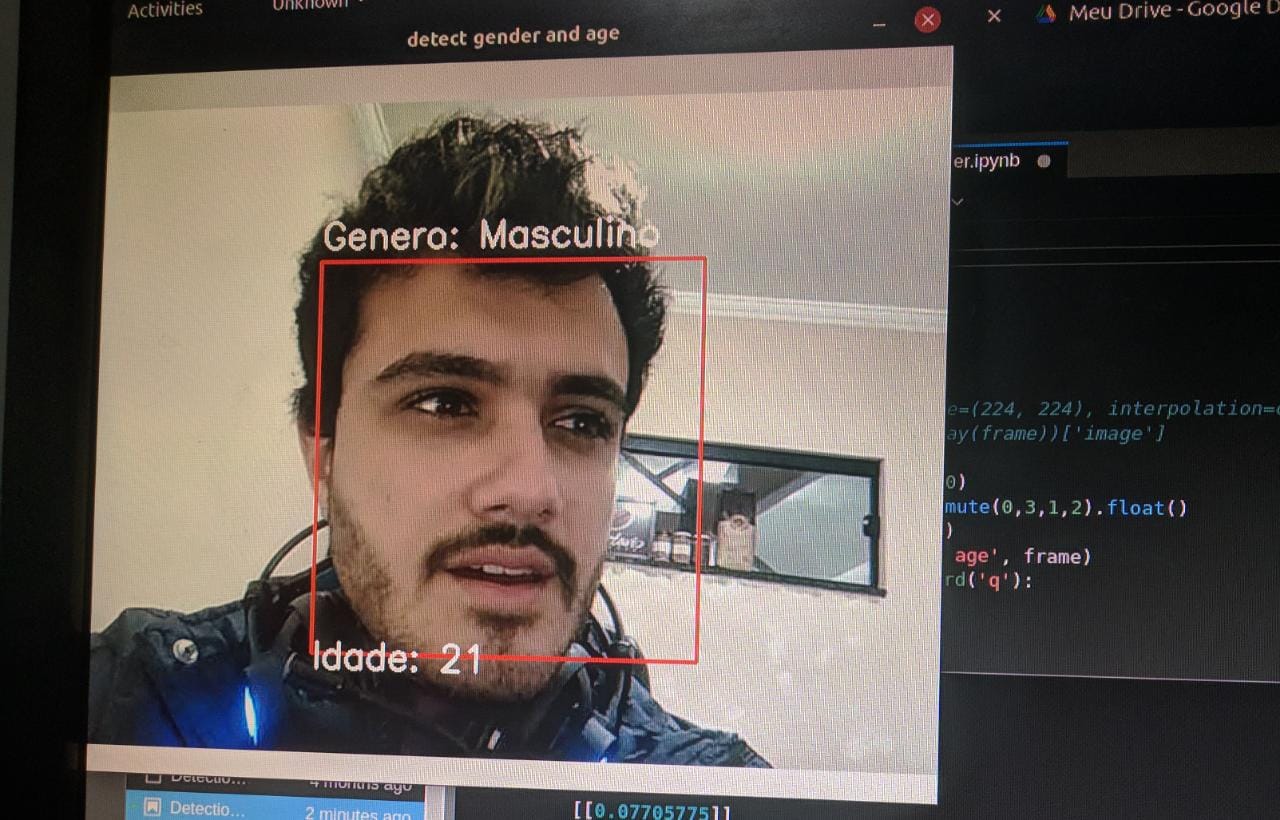 Activities
Unknown
Meu Drive - Google D
detect gender and age
er.ipynb
Genero: Masculino
e=(224, 224), interpolation=
ay(frame))['image']
0)
mute(0,3,1,2).float()
)
age', frame)
rd('q'):
Idade: 21
Detectio... 4 months ago
Detectio... 2 minutes ago
[[0.07705775]]